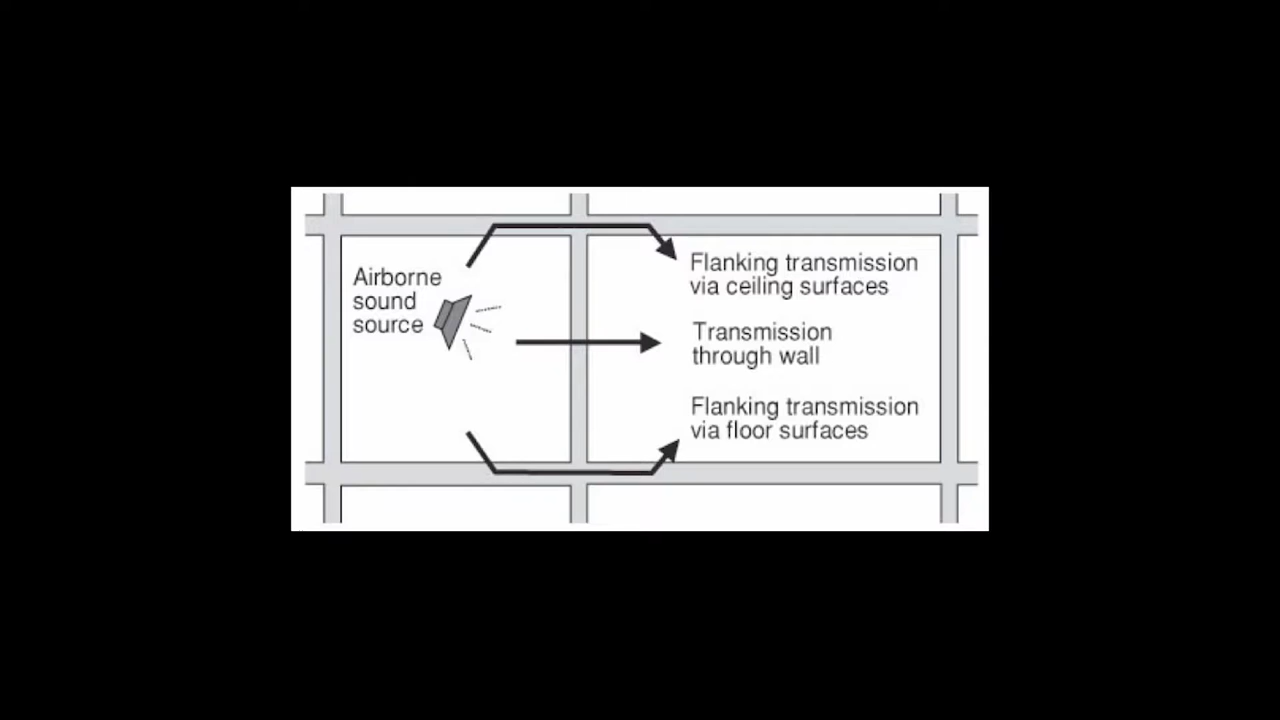 Airborne
sound
source
Flanking transmission
via ceiling surfaces
Transmission
through wall
Flanking transmission
via floor surfaces